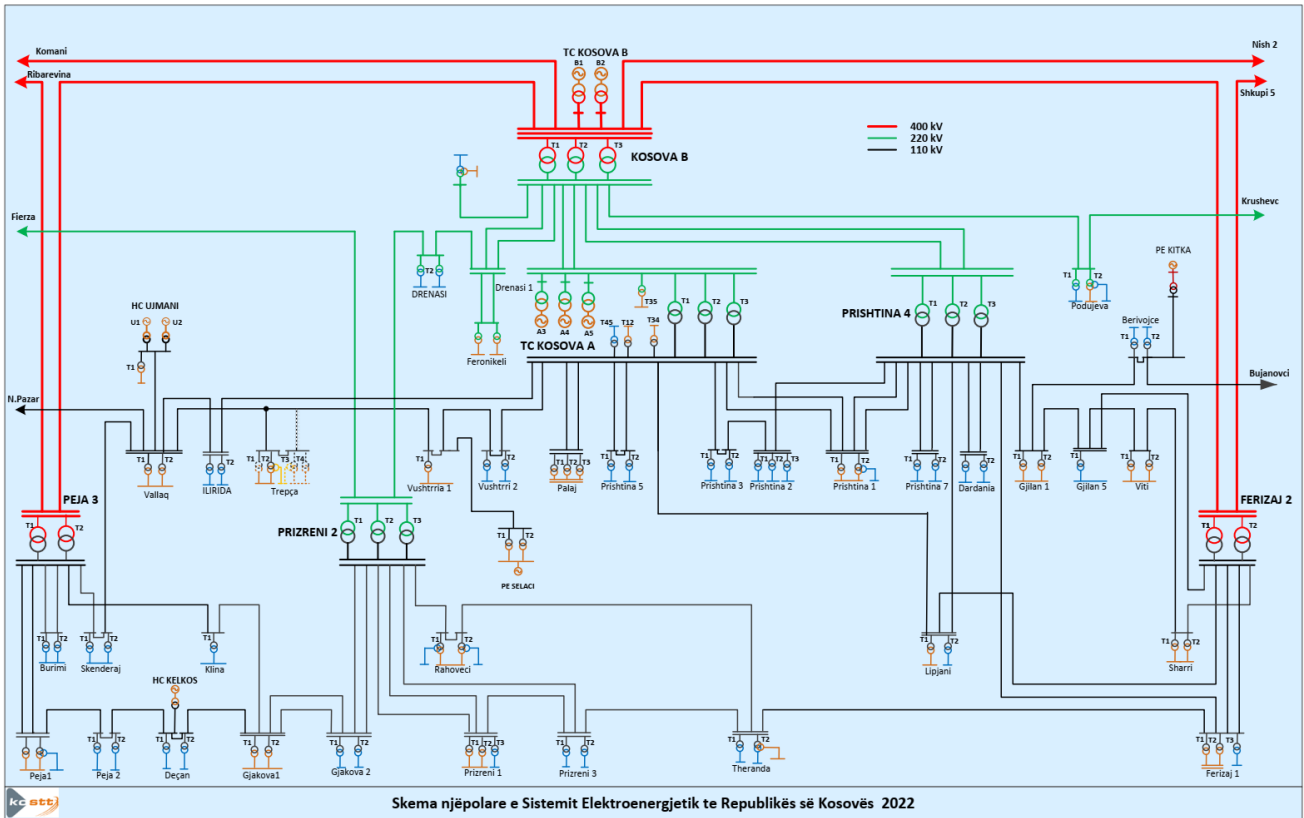 Komani
Ribarevina
TC KOSOVA B
B1 B2
Nish 2
Shkupi 5
400 kV
220 kV
110 kV
T1 T2 T3
KOSOVA B
Fierza
Krushevc
PE KITKA
DRENASI
T2
Drenasi 1
Feronikeli
A3 A4 A5
T35
T1 T2 T3
TC KOSOVA A
T45 T12 T34
PRISHTINA 4
T1 T2 T3
T1 T2
Podujeva
Berivojce
T1 T2
Bujanovci
HC UJMANI
U1 U2
T1
N.Pazar
T1 T2
Vallaq
T2
ILIRIDA
T1 T2 T3 T4
Trepça
T1
Vushtrria 1
T1 T2
Vushtrri 2
T1 T2 T3
Palaj
T1 T2
Prishtina 5
T1 T2
Prishtina 3
T1 T2 T3
Prishtina 2
T1 T2
Prishtina 1
T1 T2
Prishtina 7
Dardania
T1 T2
Gjilan 1
T1
Gjilan 5
T1 T2
Viti
PEJA 3
T1 T2
PRIZRENI 2
T1 T2 T3
T1 T2
PE SELACI
FERIZAJ 2
T1 T2
T1 T2
Burimi
T1 T2
Skenderaj
T1
Klina
T1 T2
Rahoveci
T1 T2
Lipjani
T1 T2
Sharri
HC KELKOS
Peja1
T1 T2
Peja 2
T1 T2
Deçan
T1 T2
Gjakova1
T1 T2
Gjakova 2
T1 T2 T3
Prizreni 1
T1 T2
Prizreni 3
T1 T2
Theranda
T1 T2 T3
Ferizaj 1
kostt
Skema njëpolare e Sistemit Elektroenergjetik te Republikës së Kosovës 2022